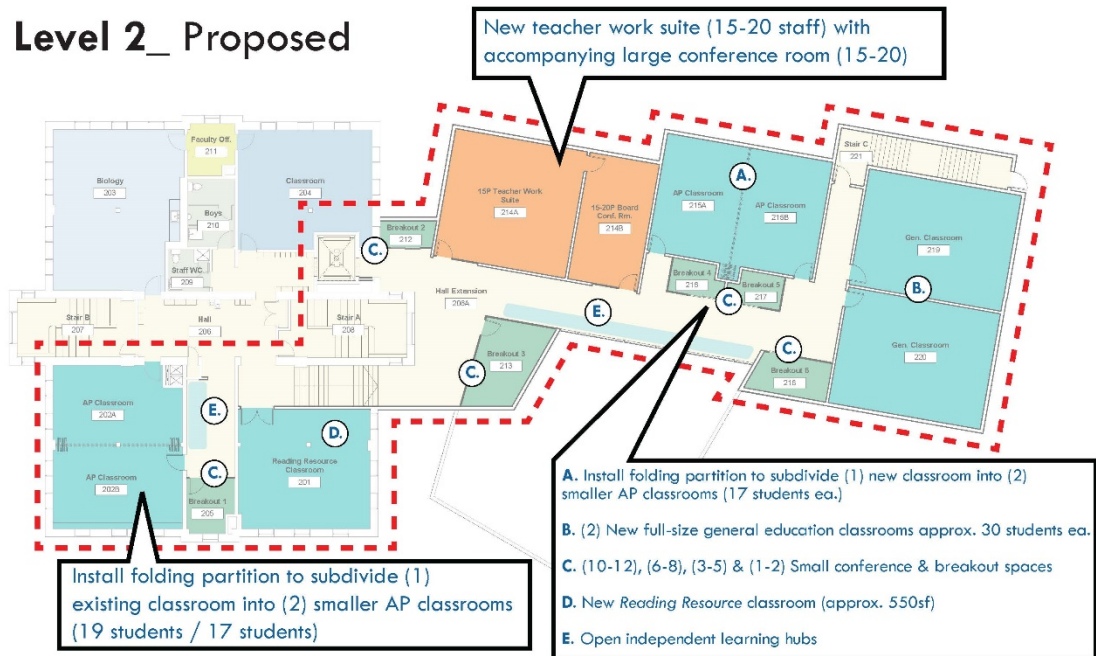 Level 2_ Proposed
New teacher work suite (15-20 staff) with
accompanying large conference room (15-20)
Faculty Off.
211
Biology
203
Classroom
204
Boys
210
Staff WC
209
Breakout 2
212
C.
15P Teacher Work
Suite
214A
15-20P Board
Conf. Rm.
214B
AP Classroom
215A
A.
AP Classroom
215B
Stair C
221
Gen. Classroom
219
B.
Gen. Classroom
220
Breakout 4
216
Breakout 5
217
C.
Hall Extension
206A
E.
Stair B
207
Hall
206
Stair A
208
Breakout 3
213
C.
C.
Breakout 6
218
AP Classroom
202A
E.
D.
AP Classroom
202B
C.
Reading Resource
Classroom
201
Breakout 1
205
A. Install folding partition to subdivide (1) new classroom into (2)
smaller AP classrooms (17 students ea.)
B. (2) New full-size general education classrooms approx. 30 students ea.
C. (10-12), (6-8), (3-5) & (1-2) Small conference & breakout spaces
D. New Reading Resource classroom (approx. 550sf)
E. Open independent learning hubs
Install folding partition to subdivide (1)
existing classroom into (2) smaller AP classrooms
(19 students / 17 students)